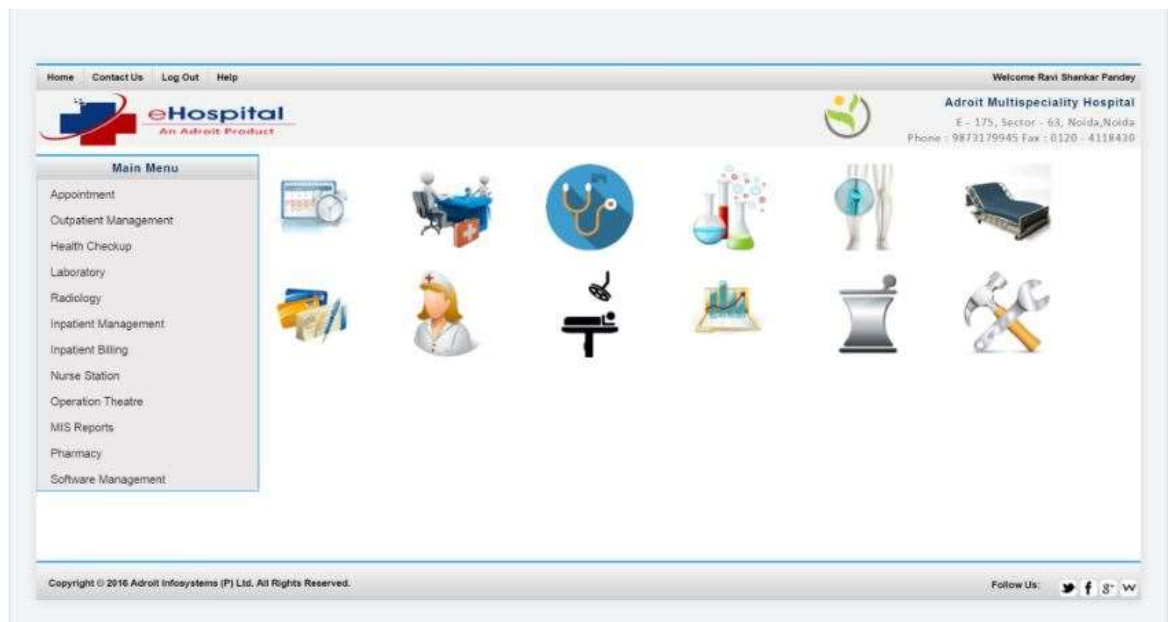 Home Contact Us Log Out Help
Welcome Ravi Shankar Pandey
eHospital
An Adroit Product
Adroit Multispeciality Hospital
E - 175, Sector - 63, Noida,Noida
Phone : 9873179945 Fax : 0120 - 4118430
Main Menu
Appointment
Outpatient Management
Health Checkup
Laboratory
Radiology
Inpatient Management
Inpatient Billing
Nurse Station
Operation Theatre
MIS Reports
Pharmacy
Software Management
Copyright © 2016 Adroit Infosystems (P) Ltd. All Rights Reserved.
Follow Us: